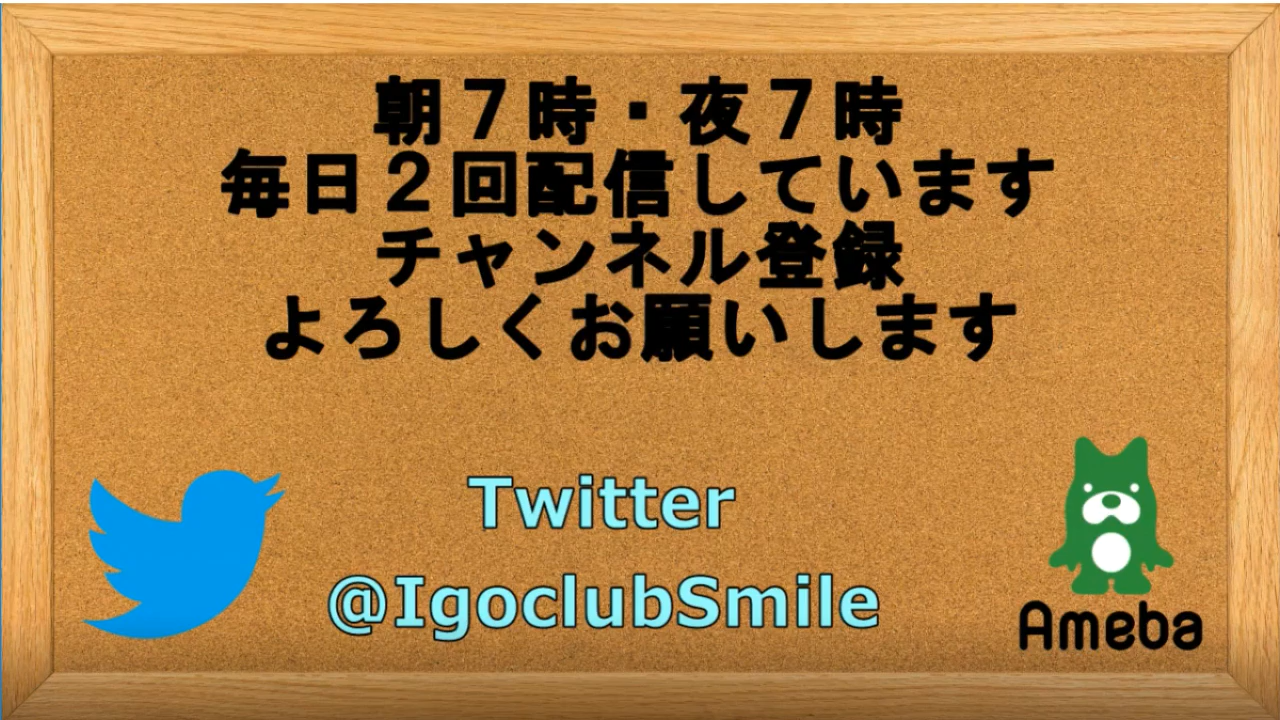 朝７時・夜７時
毎日２回配信しています
チャンネル登録
よろしくお願いします
Twitter
@IgoclubSmile
Ameba